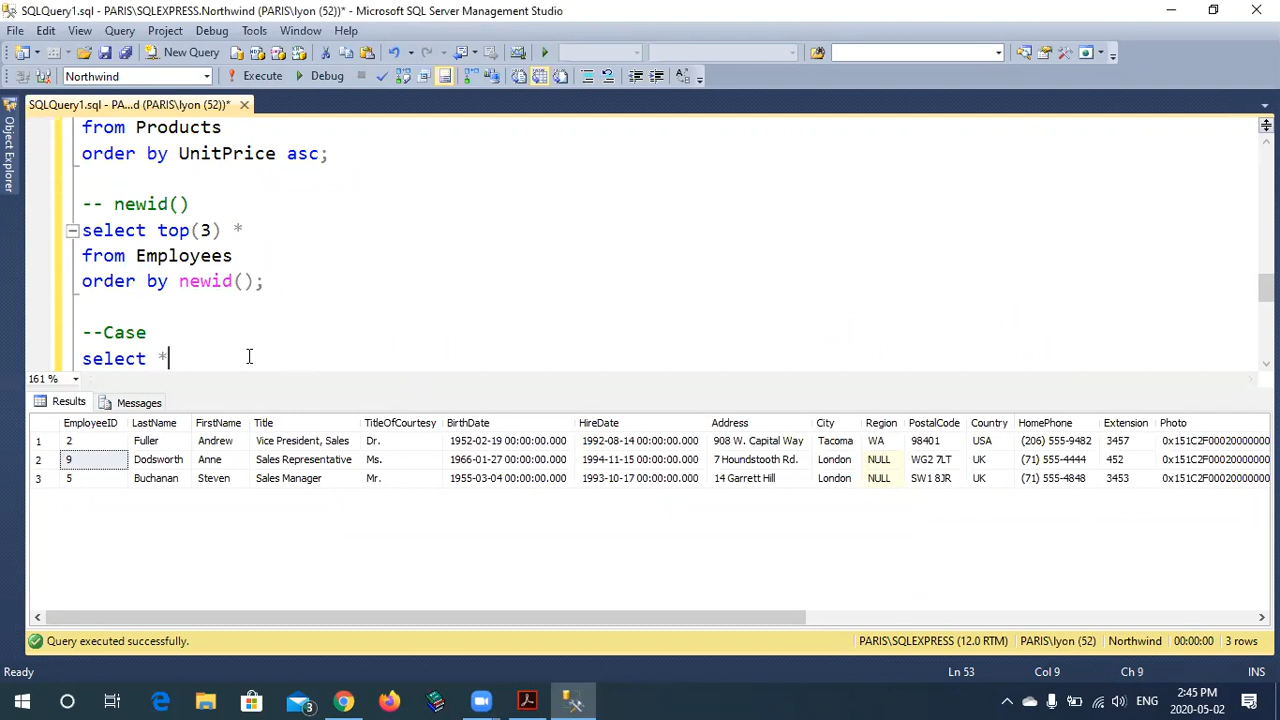 SQLQuery1.sql - PARIS\SQLEXPRESS.Northwind (PARIS\lyon (52))* - Microsoft SQL Server Management Studio
File Edit View Query Project Debug Tools Window Help
New Query
Northwind Execute Debug
SQLQuery1.sql - PA...d (PARIS\lyon (52))*
Object Explorer
from Products
order by UnitPrice asc;
-- newid()
select top(3) *
from Employees
order by newid();
--Case
select *
161 %
Results Messages
EmployeeID LastName FirstName Title TitleOfCourtesy BirthDate HireDate Address City Region PostalCode Country HomePhone Extension Photo
1 2 Fuller Andrew Vice President, Sales Dr. 1952-02-19 00:00:00.000 1992-08-14 00:00:00.000 908 W. Capital Way Tacoma WA 98401 USA (206) 555-9482 3457 0x151C2F00020000000
2 9 Dodsworth Anne Sales Representative Ms. 1966-01-27 00:00:00.000 1994-11-15 00:00:00.000 7 Houndstooth Rd. London NULL WG2 7LT UK (71) 555-4444 452 0x151C2F00020000000
3 5 Buchanan Steven Sales Manager Mr. 1955-03-04 00:00:00.000 1993-10-17 00:00:00.000 14 Garrett Hill London NULL SW1 8JR UK (71) 555-4848 3453 0x151C2F00020000000
Query executed successfully. PARIS\SQLEXPRESS (12.0 RTM) PARIS\lyon (52) Northwind 00:00:00 3 rows
Ready Ln 53 Col 9 Ch 9 INS
3 ENG 2:45 PM
2020-05-02